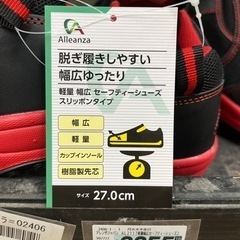 Alleanza
脱ぎ履きしやすい
幅広ゆったり
軽量 幅広 セーフティーシューズ
スリッポンタイプ
幅広
軽量
カップインソール
樹脂製先芯
サイズ 27.0cm
ラ=02406